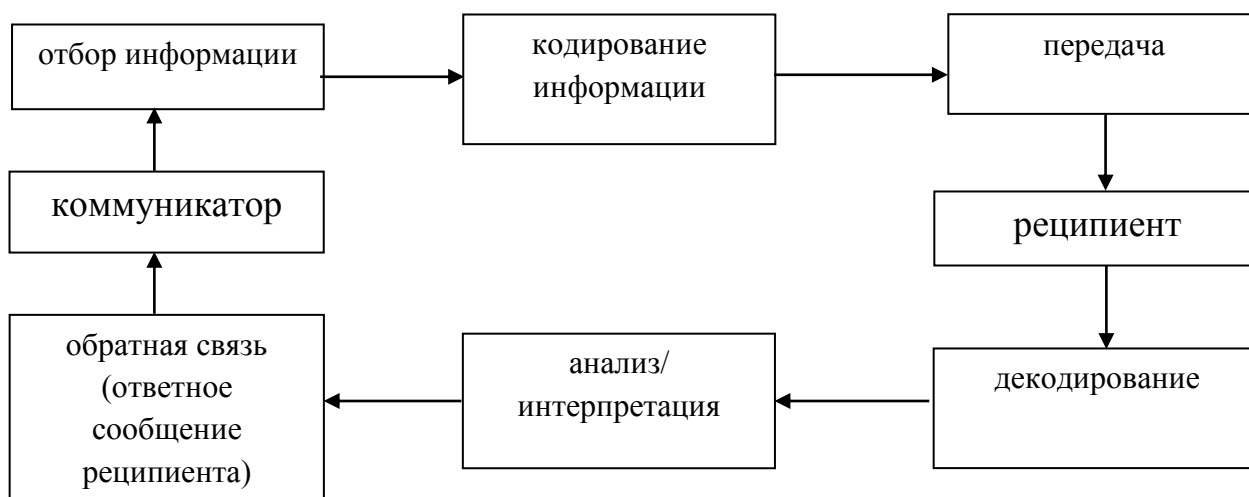 отбор информации
кодирование
информации
передача
коммуникатор
реципиент
обратная связь
(ответное
сообщение
реципиента)
анализ/
интерпретация
декодирование